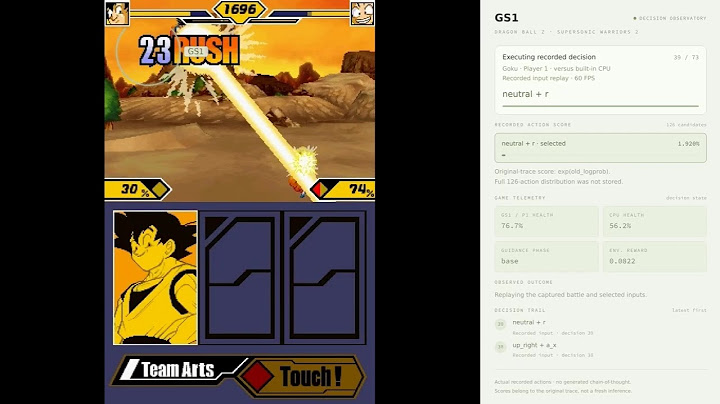 1696
23 RUSH
GS1
30 %
74 %
Team Arts
Touch!
GS1
DECISION OBSERVATORY
DRAGON BALL Z · SUPERSONIC WARRIORS 2
Executing recorded decision
39 / 73
Goku · Player 1 · versus built-in CPU
Recorded input replay · 60 FPS
neutral + r
RECORDED ACTION SCORE
126 candidates
neutral + r · selected
1.920%
Original-trace score: exp(old_logprob).
Full 126-action distribution was not stored.
GAME TELEMETRY
decision state
GS1 / P1 HEALTH
76.7%
CPU HEALTH
56.2%
GUIDANCE PHASE
base
ENV. REWARD
0.0822
OBSERVED OUTCOME
Replaying the captured battle and selected inputs.
DECISION TRAIL
latest first
neutral + r
Recorded input · decision 39
up_right + a_x
Actual recorded actions · no generated chain-of-thought.
Scores belong to the original trace, not a fresh inference.